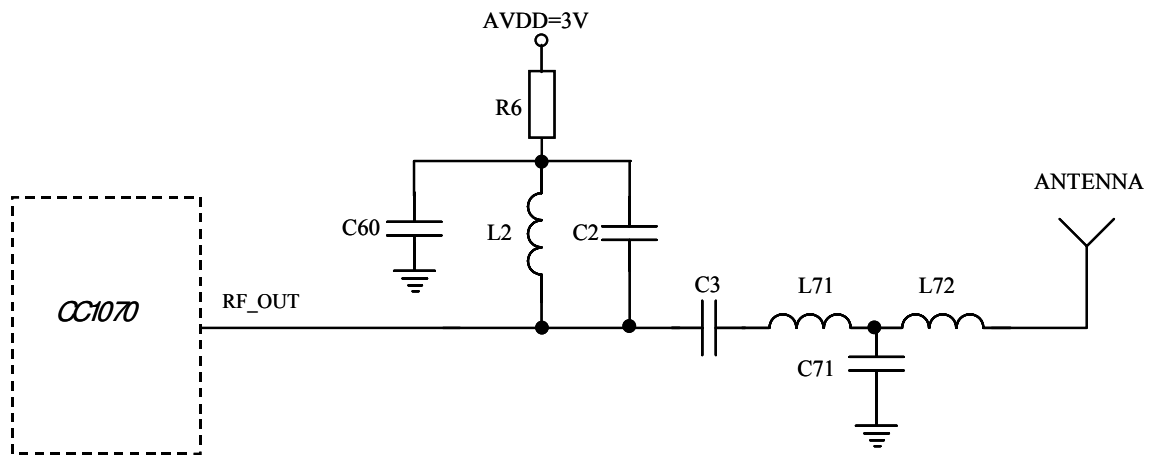 AVDD=3V
R6
ANTENNA
C60
L2
C2
C3
L71
L72
CC1070
RF_OUT
C71